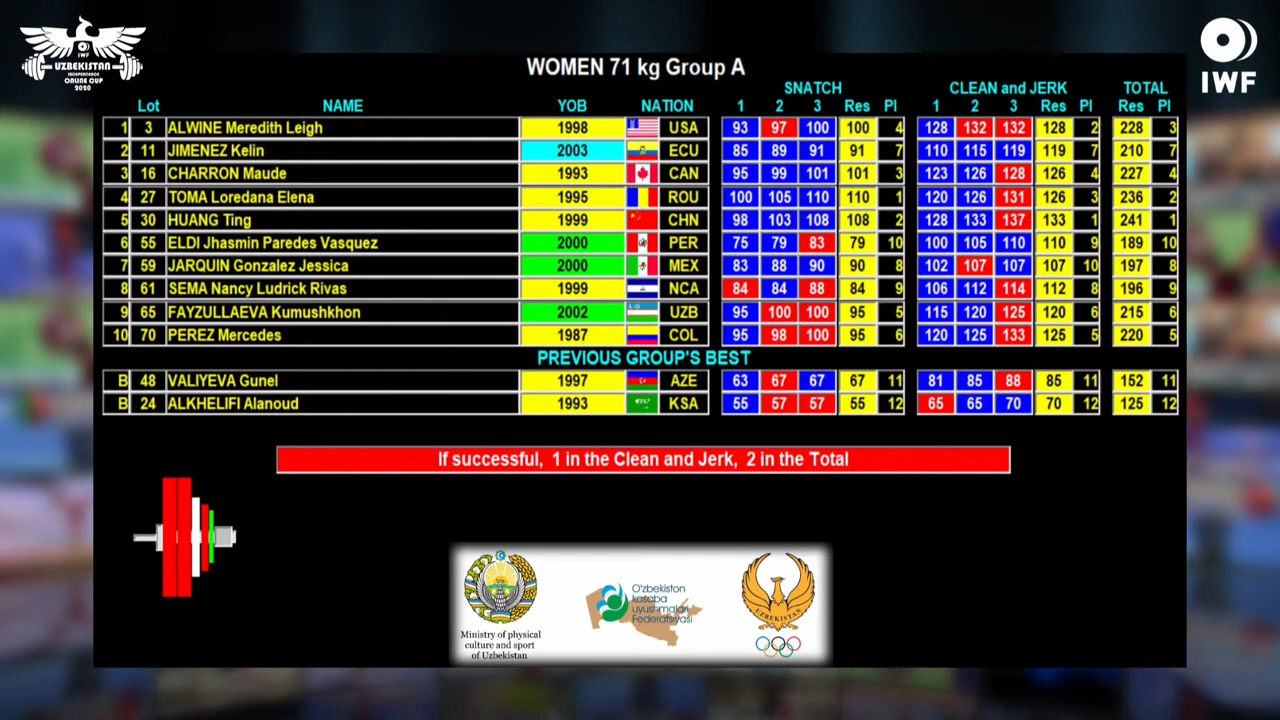 IWF
UZBEKISTAN
INDEPENDENCE
ONLINE CUP
2020
IWF
WOMEN 71 kg Group A
SNATCH CLEAN and JERK TOTAL
Lot NAME YOB NATION 1 2 3 Res Pl 1 2 3 Res Pl Res Pl
1 3 ALWINE Meredith Leigh 1998 USA 93 97 100 100 4 128 132 132 128 2 228 3
2 11 JIMENEZ Kelin 2003 ECU 85 89 91 91 7 110 115 119 119 7 210 7
3 16 CHARRON Maude 1993 CAN 95 99 101 101 3 123 126 128 126 4 227 4
4 27 TOMA Loredana Elena 1995 ROU 100 105 110 110 1 120 126 131 126 3 236 2
5 30 HUANG Ting 1999 CHN 98 103 108 108 2 128 133 137 133 1 241 1
6 55 ELDI Jhasmin Paredes Vasquez 2000 PER 75 79 83 79 10 100 105 110 110 9 189 10
7 59 JARQUIN Gonzalez Jessica 2000 MEX 83 88 90 90 8 102 107 107 107 10 197 8
8 61 SEMA Nancy Ludrick Rivas 1999 NCA 84 84 88 84 9 106 112 114 112 8 196 9
9 65 FAYZULLAEVA Kumushkhon 2002 UZB 95 100 100 95 5 115 120 125 120 6 215 6
10 70 PEREZ Mercedes 1987 COL 95 98 100 95 6 120 125 133 125 5 220 5
PREVIOUS GROUP'S BEST
B 48 VALIYEVA Gunel 1997 AZE 63 67 67 67 11 81 85 88 85 11 152 11
B 24 ALKHELIFI Alanoud 1993 KSA 55 57 57 55 12 65 65 70 70 12 125 12
If successful, 1 in the Clean and Jerk, 2 in the Total
Ministry of physical
culture and sport
of Uzbekistan
O'zbekiston
kasaba
uyushmalari
Federatsiyasi
UZBEKISTAN